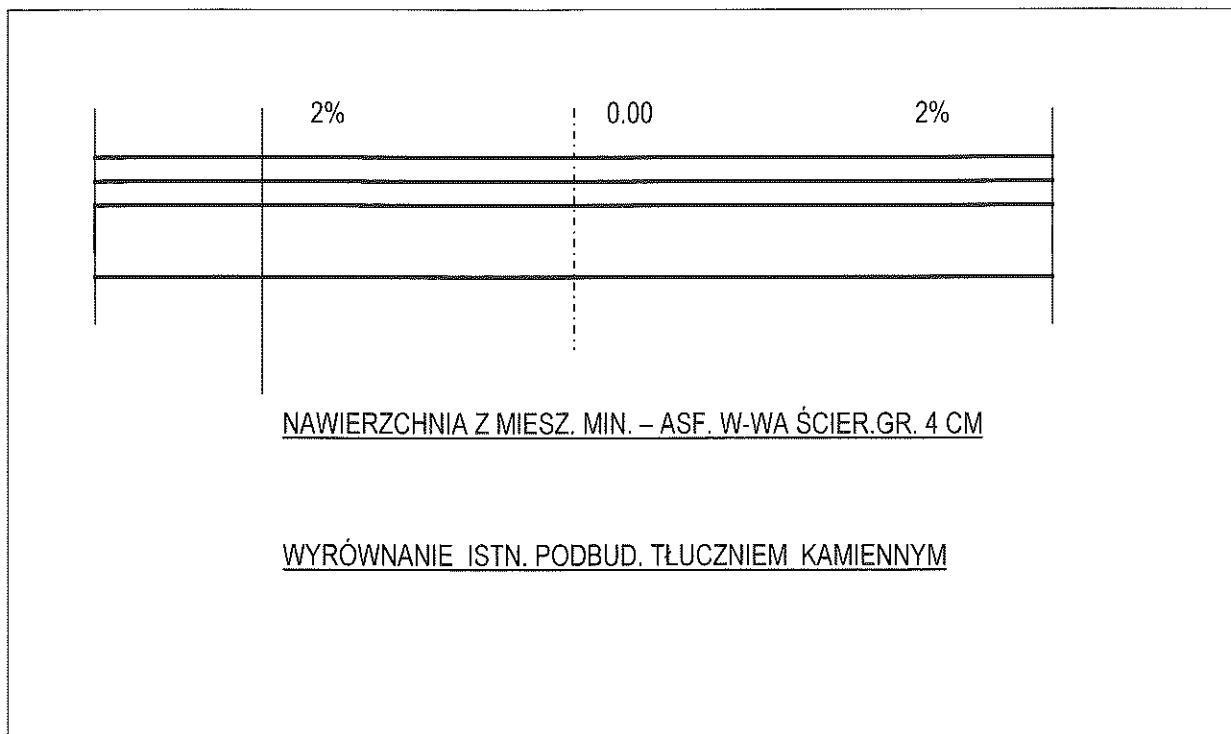 2% 0.00 2%
NAWIERZCHNIA Z MIESZ. MIN. – ASF. W-WA ŚCIER.GR. 4 CM
WYRÓWNANIE ISTN. PODBUD. TŁUCZNIEM KAMIENNYM